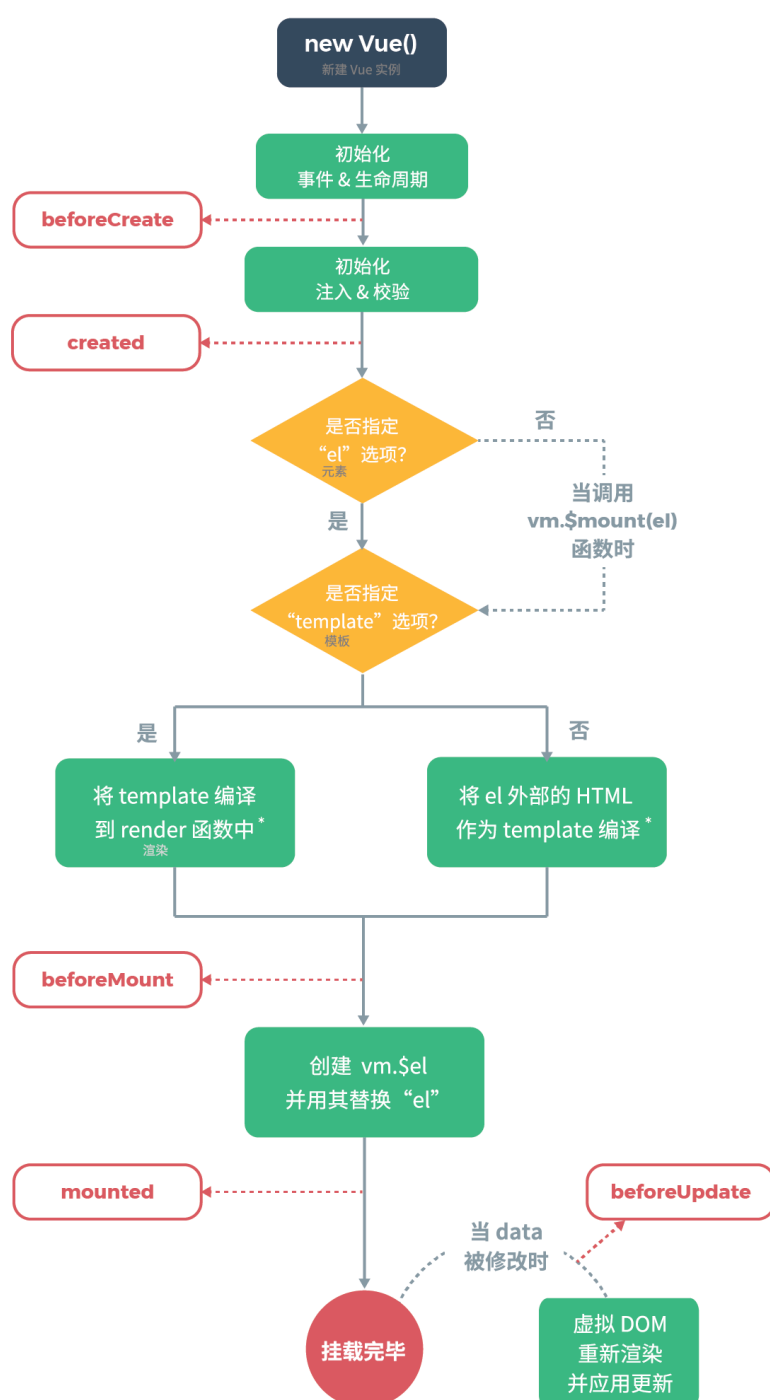 new Vue()
新建 Vue 实例
初始化
事件 & 生命周期
beforeCreate
初始化
注入 & 校验
created
是否指定
“el”选项？
元素
否
当调用
vm.$mount(el)
函数时
是
是否指定
“template”选项？
模板
是
否
将 template 编译
到 render 函数中*
渲染
将 el 外部的 HTML
作为 template 编译*
beforeMount
创建 vm.$el
并用其替换“el”
mounted
beforeUpdate
当 data
被修改时
挂载完毕
虚拟 DOM
重新渲染
并应用更新